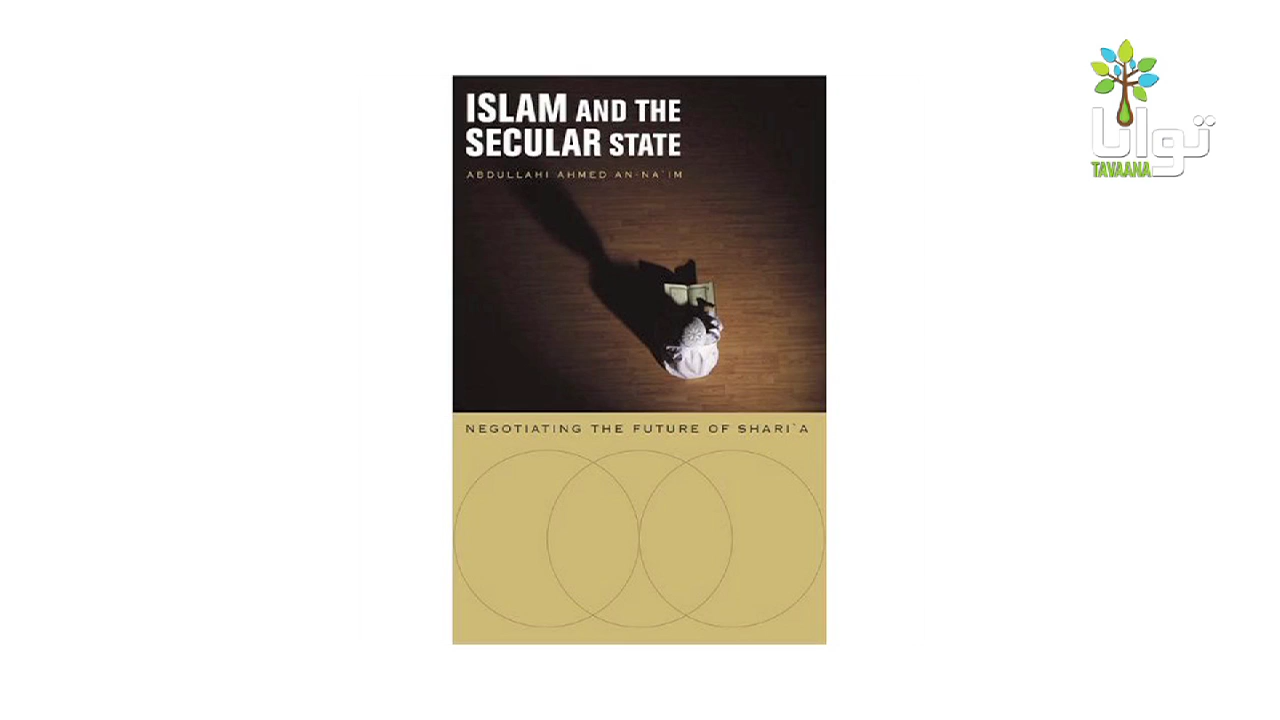 ISLAM AND THE
SECULAR STATE
ABDULLAHI AHMED AN-NA`IM
NEGOTIATING THE FUTURE OF SHARI`A
توانا
TAVAANA